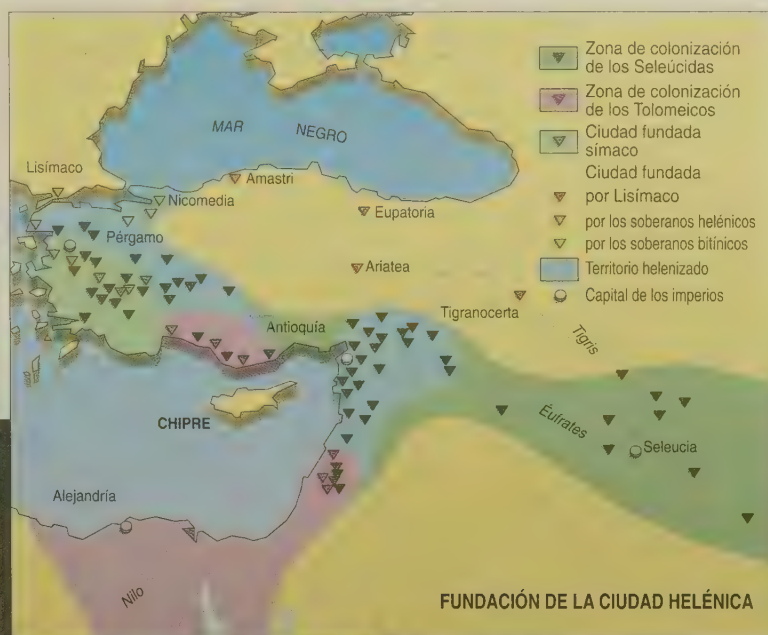 Zona de colonización
de los Seleúcidas
Zona de colonización
de los Tolomeicos
Ciudad fundada
símaco
Ciudad fundada
por Lisímaco
por los soberanos helénicos
por los soberanos bitínicos
Territorio helenizado
Capital de los imperios
MAR NEGRO
Lisímaco
Amastri
Nicomedia
Eupatoria
Pérgamo
Ariatea
Tigranocerta
Antioquía
Tigris
CHIPRE
Éufrates
Seleucia
Alejandría
Nilo
FUNDACIÓN DE LA CIUDAD HELÉNICA